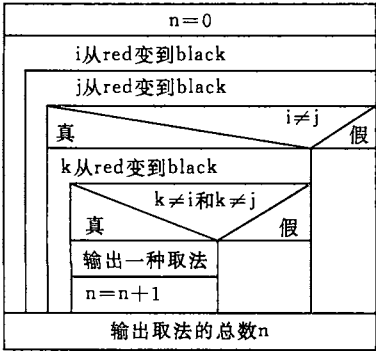 n=0
i从red变到black
j从red变到black
i≠j
真
假
k从red变到black
k≠i和k≠j
真
假
输出一种取法
n=n+1
输出取法的总数n